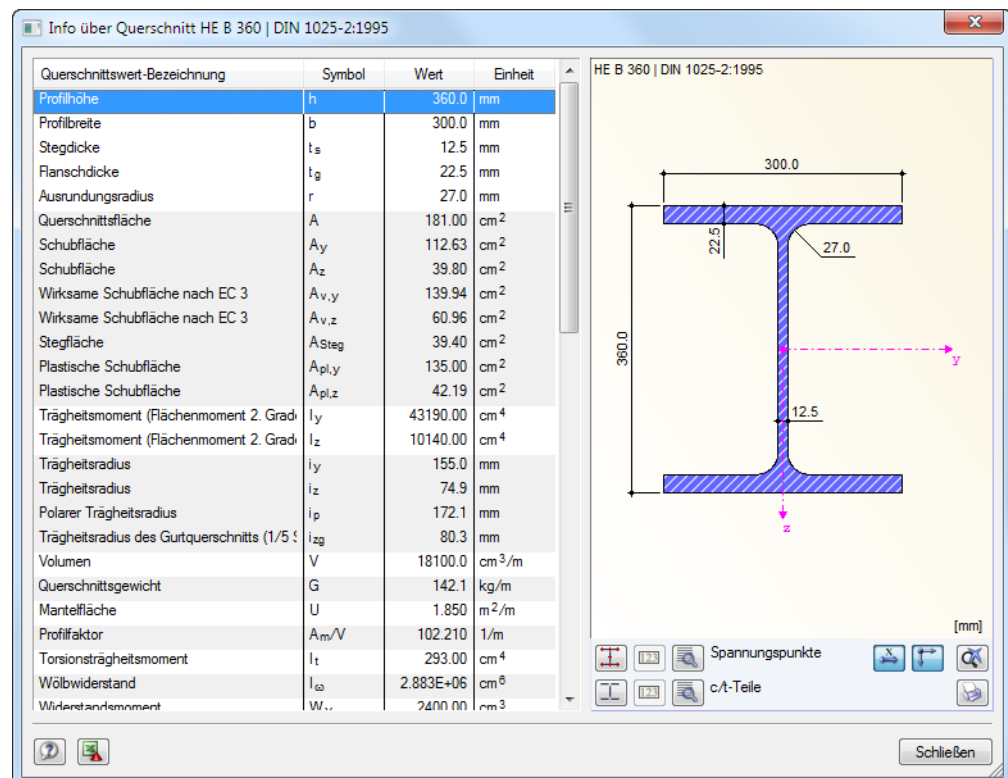 Info über Querschnitt HE B 360 | DIN 1025-2:1995
Querschnittswert-Bezeichnung Symbol Wert Einheit
Profilhöhe h 360.0 mm
Profilbreite b 300.0 mm
Stegdicke ts 12.5 mm
Flanschdicke tg 22.5 mm
Ausrundungsradius r 27.0 mm
Querschnittsfläche A 181.00 cm2
Schubfläche Ay 112.63 cm2
Schubfläche Az 39.80 cm2
Wirksame Schubfläche nach EC 3 Av,y 139.94 cm2
Wirksame Schubfläche nach EC 3 Av,z 60.96 cm2
Stegfläche ASteg 39.40 cm2
Plastische Schubfläche Apl,y 135.00 cm2
Plastische Schubfläche Apl,z 42.19 cm2
Trägheitsmoment (Flächenmoment 2. Grade Iy 43190.00 cm4
Trägheitsmoment (Flächenmoment 2. Grade Iz 10140.00 cm4
Trägheitsradius iy 155.0 mm
Trägheitsradius iz 74.9 mm
Polarer Trägheitsradius ip 172.1 mm
Trägheitsradius des Gurtquerschnitts (1/5 S izg 80.3 mm
Volumen V 18100.0 cm3/m
Querschnittsgewicht G 142.1 kg/m
Mantelfläche U 1.850 m2/m
Profilfaktor Am/V 102.210 1/m
Torsionsträgheitsmoment It 293.00 cm4
Wölbwiderstand Iω 2.883E+06 cm6
Widerstandsmoment Wy 2400.00 cm3
HE B 360 | DIN 1025-2:1995
300.0
22.5
27.0
360.0
y
12.5
z
[mm]
123
Spannungspunkte
x
123
c/t-Teile
Schließen